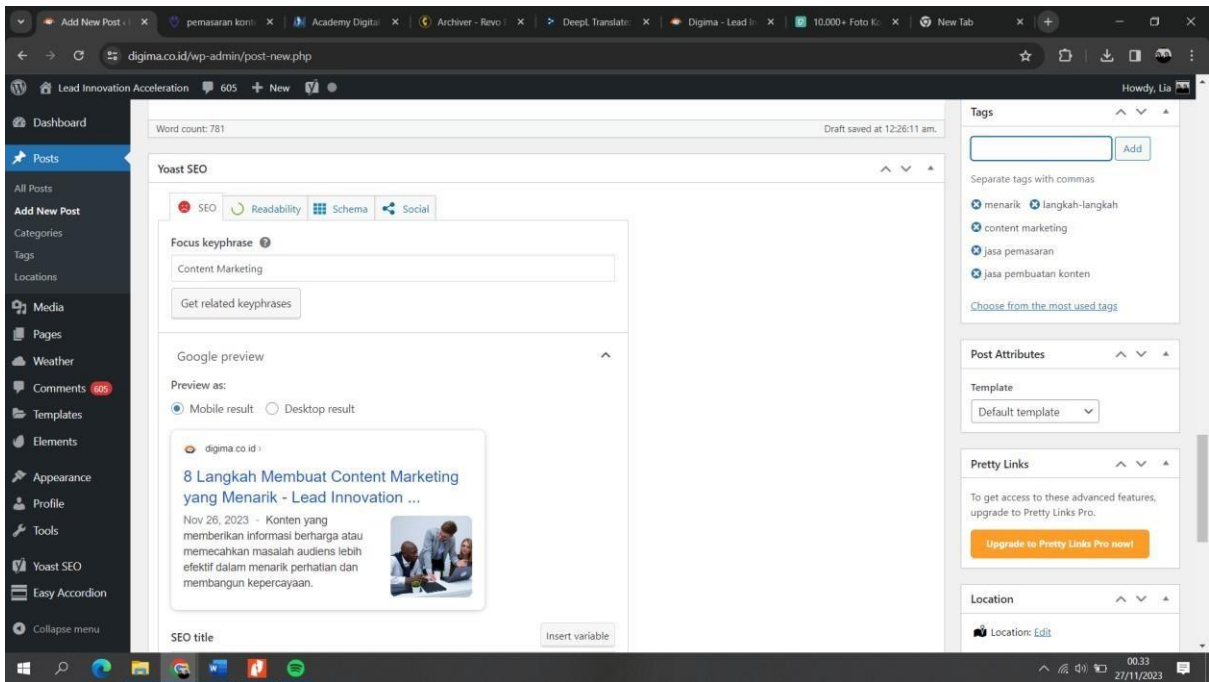 Add New Post ‹
pemasaran konte
Academy Digital
Archiver - Revo
DeepL Translate:
Digima - Lead In
10.000+ Foto Ko
New Tab
digima.co.id/wp-admin/post-new.php
Lead Innovation Acceleration 605 + New
Howdy, Lia
Dashboard
Posts
All Posts
Add New Post
Categories
Tags
Locations
Media
Pages
Weather
Comments 605
Templates
Elements
Appearance
Profile
Tools
Yoast SEO
Easy Accordion
Collapse menu
Word count: 781
Draft saved at 12:26:11 am.
Yoast SEO
SEO Readability Schema Social
Focus keyphrase
Content Marketing
Get related keyphrases
Google preview
Preview as:
Mobile result Desktop result
digima.co.id ›
8 Langkah Membuat Content Marketing
yang Menarik - Lead Innovation ...
Nov 26, 2023 - Konten yang
memberikan informasi berharga atau
memecahkan masalah audiens lebih
efektif dalam menarik perhatian dan
membangun kepercayaan.
SEO title
Insert variable
Tags
Add
Separate tags with commas
menarik langkah-langkah
content marketing
jasa pemasaran
jasa pembuatan konten
Choose from the most used tags
Post Attributes
Template
Default template
Pretty Links
To get access to these advanced features,
upgrade to Pretty Links Pro.
Upgrade to Pretty Links Pro now!
Location
Location: Edit
00.33
27/11/2023